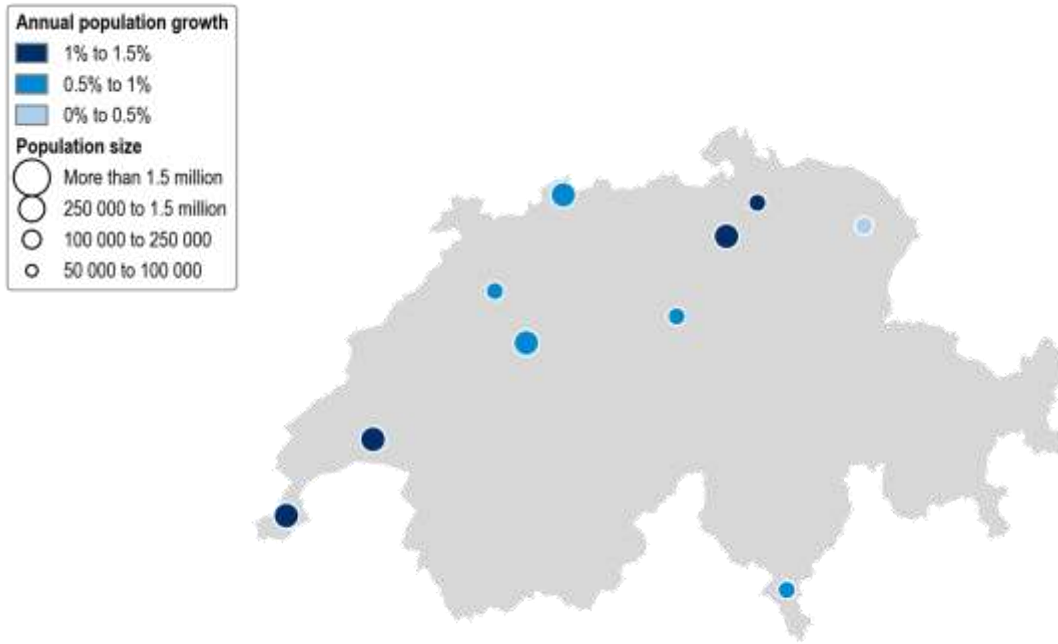 Annual population growth
1% to 1.5%
0.5% to 1%
0% to 0.5%
Population size
More than 1.5 million
250 000 to 1.5 million
100 000 to 250 000
50 000 to 100 000